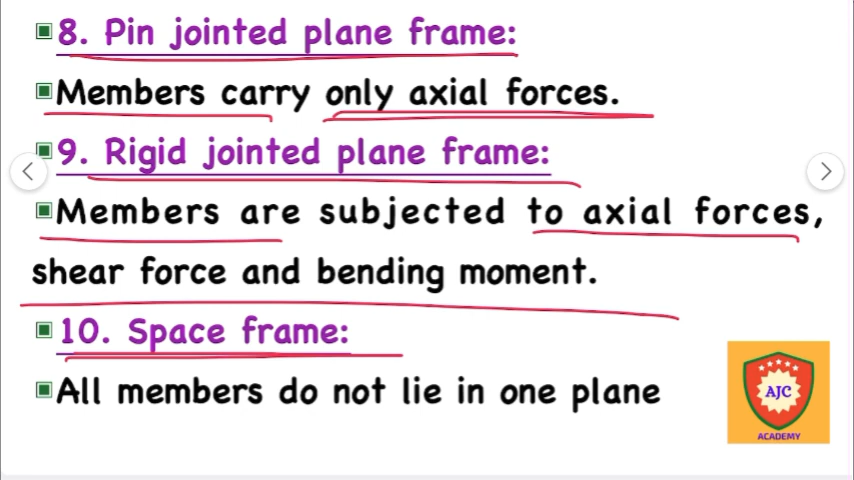 8. Pin jointed plane frame:
Members carry only axial forces.
9. Rigid jointed plane frame:
Members are subjected to axial forces,
shear force and bending moment.
10. Space frame:
All members do not lie in one plane
AJC
ACADEMY